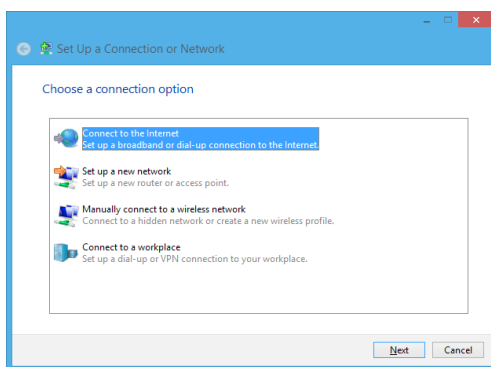 Set Up a Connection or Network
Choose a connection option
Connect to the Internet
Set up a broadband or dial-up connection to the Internet.
Set up a new network
Set up a new router or access point.
Manually connect to a wireless network
Connect to a hidden network or create a new wireless profile.
Connect to a workplace
Set up a dial-up or VPN connection to your workplace.
Next Cancel